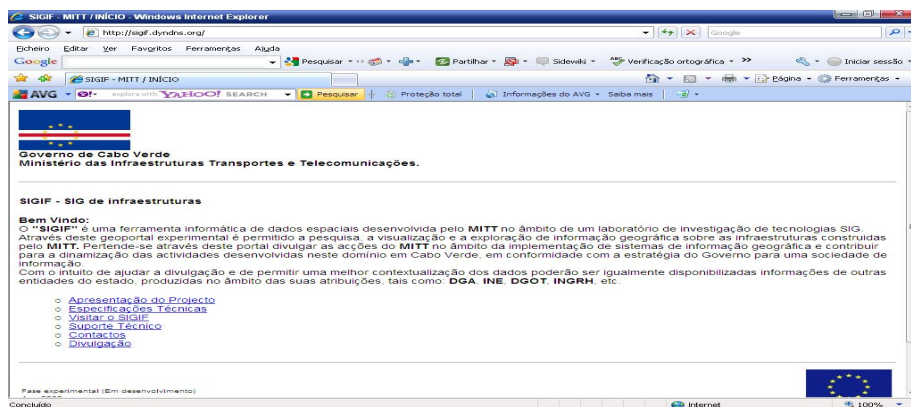 SIGIF - MITT / INÍCIO - Windows Internet Explorer
http://sigif.dyndns.org/
Google
Ficheiro Editar Ver Favoritos Ferramentas Ajuda
Google Pesquisar Partilhar Sidewiki Verificação ortográfica Iniciar sessão
SIGIF - MITT / INÍCIO Página Ferramentas
AVG Y! explore with YAHOO! SEARCH Pesquisar Proteção total Informações do AVG Saiba mais
Governo de Cabo Verde
Ministério das Infraestruturas Transportes e Telecomunicações.
SIGIF - SIG de infraestruturas
Bem Vindo:
O "SIGIF" é uma ferramenta informática de dados espaciais desenvolvida pelo MITT no âmbito de um laboratório de investigação de tecnologias SIG.
Através deste geoportal experimental é permitido a pesquisa, a visualização e a exploração de informação geográfica sobre as infraestruturas construidas
pelo MITT. Pertende-se através deste portal divulgar as acções do MITT no âmbito da implementação de sistemas de informação geográfica e contribuir
para a dinamização das actividades desenvolvidas neste domínio em Cabo Verde, em conformidade com a estratégia do Governo para uma sociedade de
informação.
Com o intuito de ajudar a divulgação e de permitir uma melhor contextualização dos dados poderão ser igualmente disponibilizadas informações de outras
entidades do estado, produzidas no âmbito das suas atribuições, tais como: DGA, INE, DGOT, INGRH, etc.
Apresentação do Projecto
Especificações Técnicas
Visitar o SIGIF
Suporte Técnico
Contactos
Divulgação
Fase experimental (Em desenvolvimento)
Concluído Internet 100%